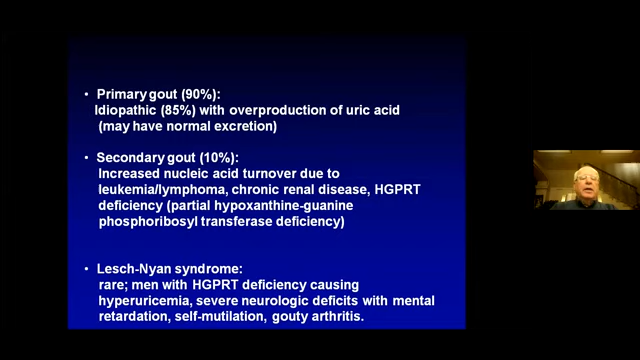 • Primary gout (90%):
Idiopathic (85%) with overproduction of uric acid
(may have normal excretion)
• Secondary gout (10%):
Increased nucleic acid turnover due to
leukemia/lymphoma, chronic renal disease, HGPRT
deficiency (partial hypoxanthine-guanine
phosphoribosyl transferase deficiency)
• Lesch-Nyan syndrome:
rare; men with HGPRT deficiency causing
hyperuricemia, severe neurologic deficits with mental
retardation, self-mutilation, gouty arthritis.